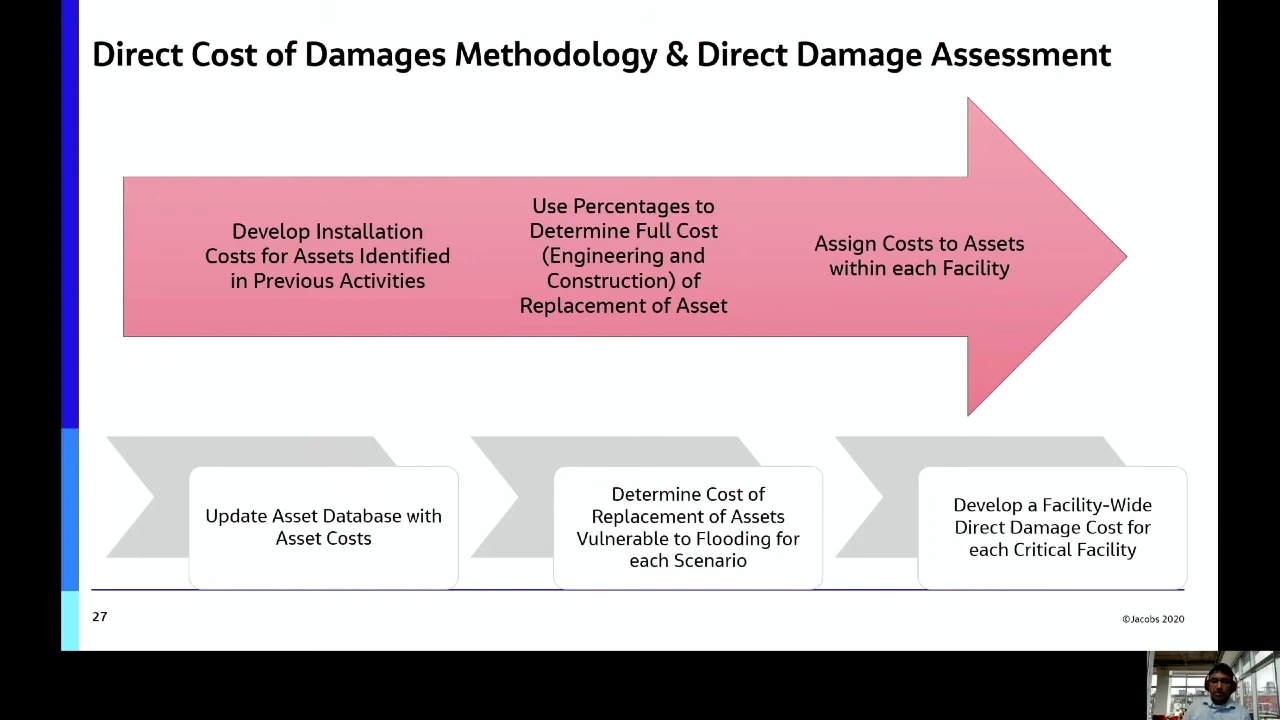 Direct Cost of Damages Methodology & Direct Damage Assessment
Develop Installation
Costs for Assets Identified
in Previous Activities
Use Percentages to
Determine Full Cost
(Engineering and
Construction) of
Replacement of Asset
Assign Costs to Assets
within each Facility
Update Asset Database with
Asset Costs
Determine Cost of
Replacement of Assets
Vulnerable to Flooding for
each Scenario
Develop a Facility-Wide
Direct Damage Cost for
each Critical Facility
27
©Jacobs 2020